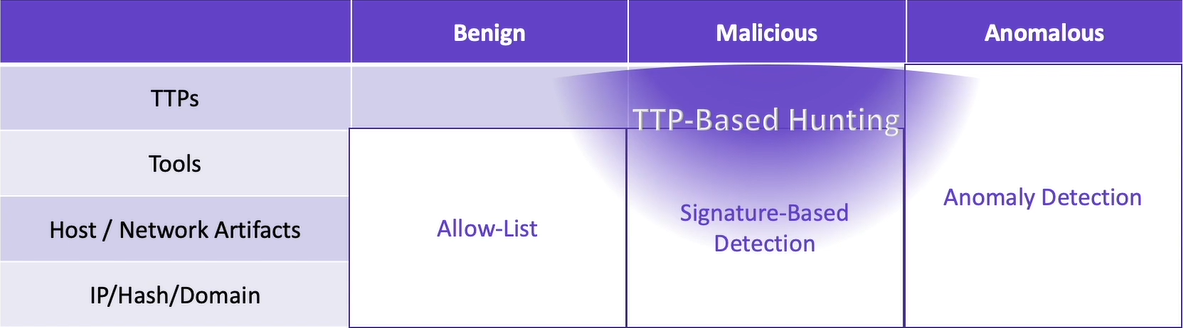 Benign
Malicious
Anomalous
TTPs
TTP-Based Hunting
Tools
Host / Network Artifacts
Allow-List
Signature-Based
Detection
Anomaly Detection
IP/Hash/Domain